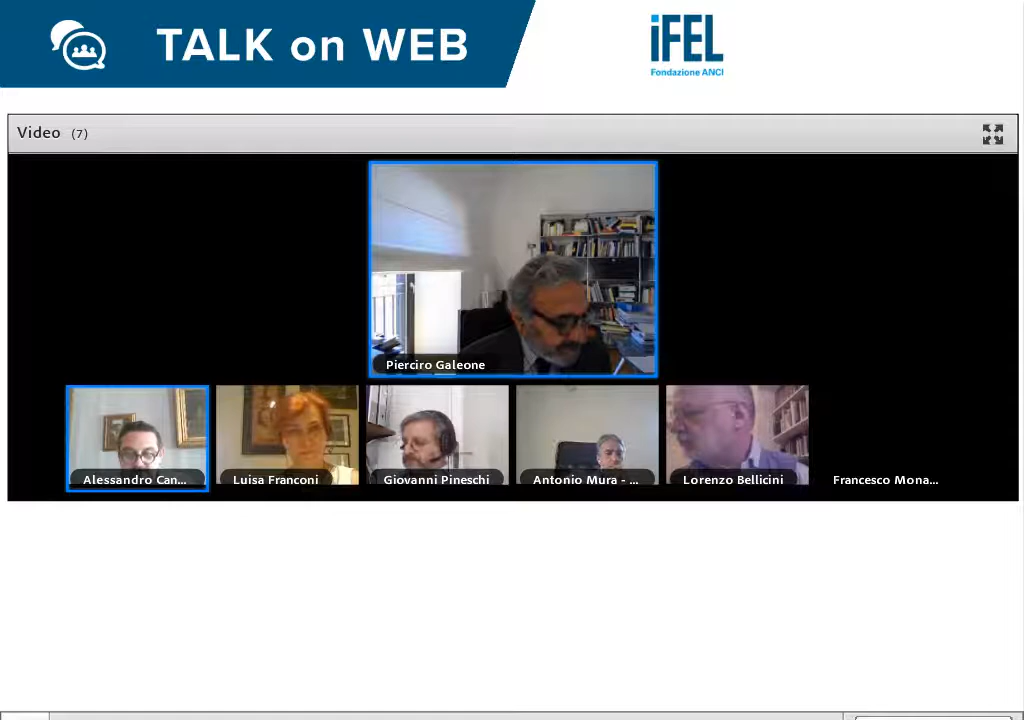 TALK on WEB
iFEL
Fondazione ANCI
Video (7)
Pierciro Galeone
Alessandro Can...
Luisa Franconi
Giovanni Pineschi
Antonio Mura - ...
Lorenzo Bellicini
Francesco Mona...